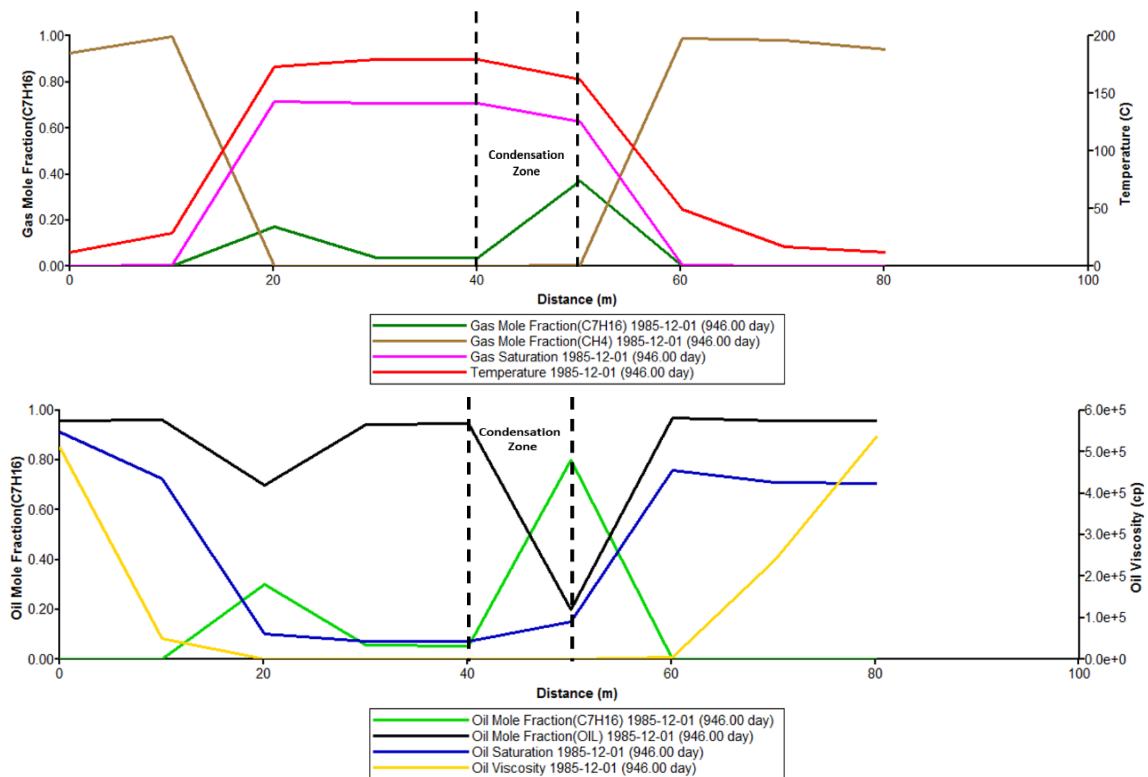 1.00
0.80
0.60
0.40
0.20
0.00
Gas Mole Fraction(C7H16)
Condensation
Zone
200
150
100
50
0
Temperature (C)
0 20 40 60 80 100
Distance (m)
Gas Mole Fraction(C7H16) 1985-12-01 (946.00 day)
Gas Mole Fraction(CH4) 1985-12-01 (946.00 day)
Gas Saturation 1985-12-01 (946.00 day)
Temperature 1985-12-01 (946.00 day)
1.00
0.80
0.60
0.40
0.20
0.00
Oil Mole Fraction(C7H16)
Condensation
Zone
6.0e+5
5.0e+5
4.0e+5
3.0e+5
2.0e+5
1.0e+5
0.0e+0
Oil Viscosity (cp)
0 20 40 60 80 100
Distance (m)
Oil Mole Fraction(C7H16) 1985-12-01 (946.00 day)
Oil Mole Fraction(OIL) 1985-12-01 (946.00 day)
Oil Saturation 1985-12-01 (946.00 day)
Oil Viscosity 1985-12-01 (946.00 day)